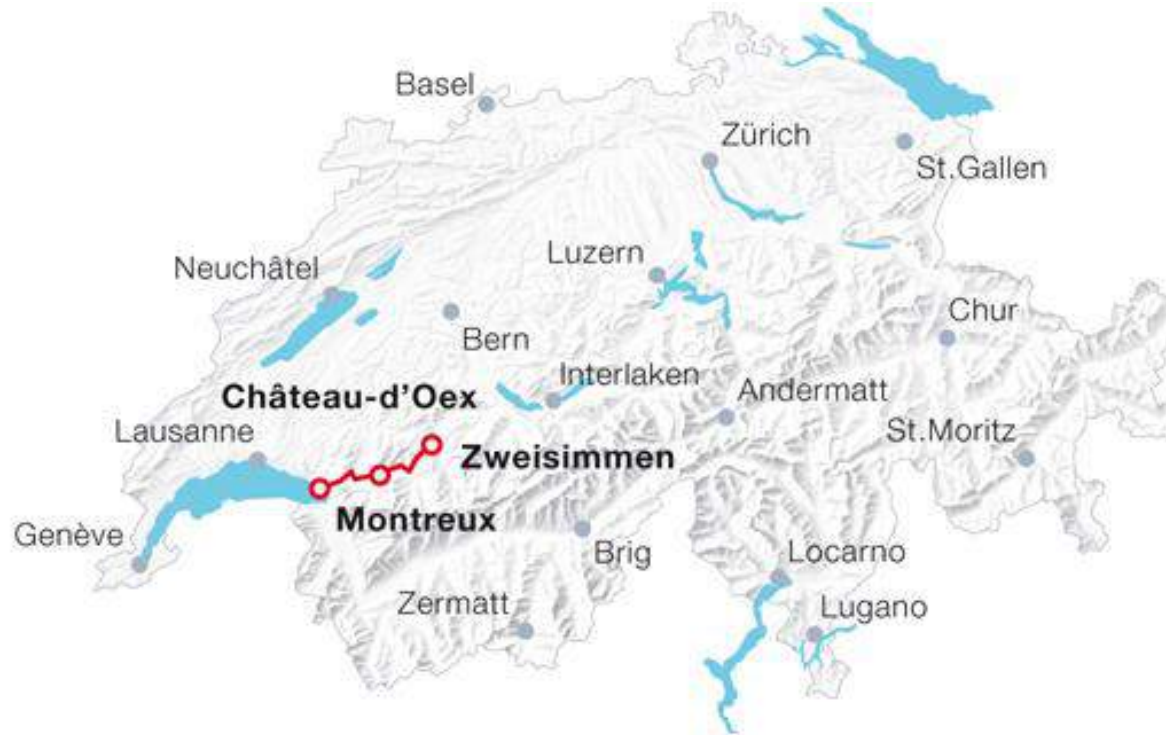 Basel
Zürich
St.Gallen
Luzern
Neuchâtel
Chur
Bern
Interlaken
Andermatt
Château-d’Oex
St.Moritz
Lausanne
Zweisimmen
Montreux
Genève
Brig
Locarno
Zermatt
Lugano